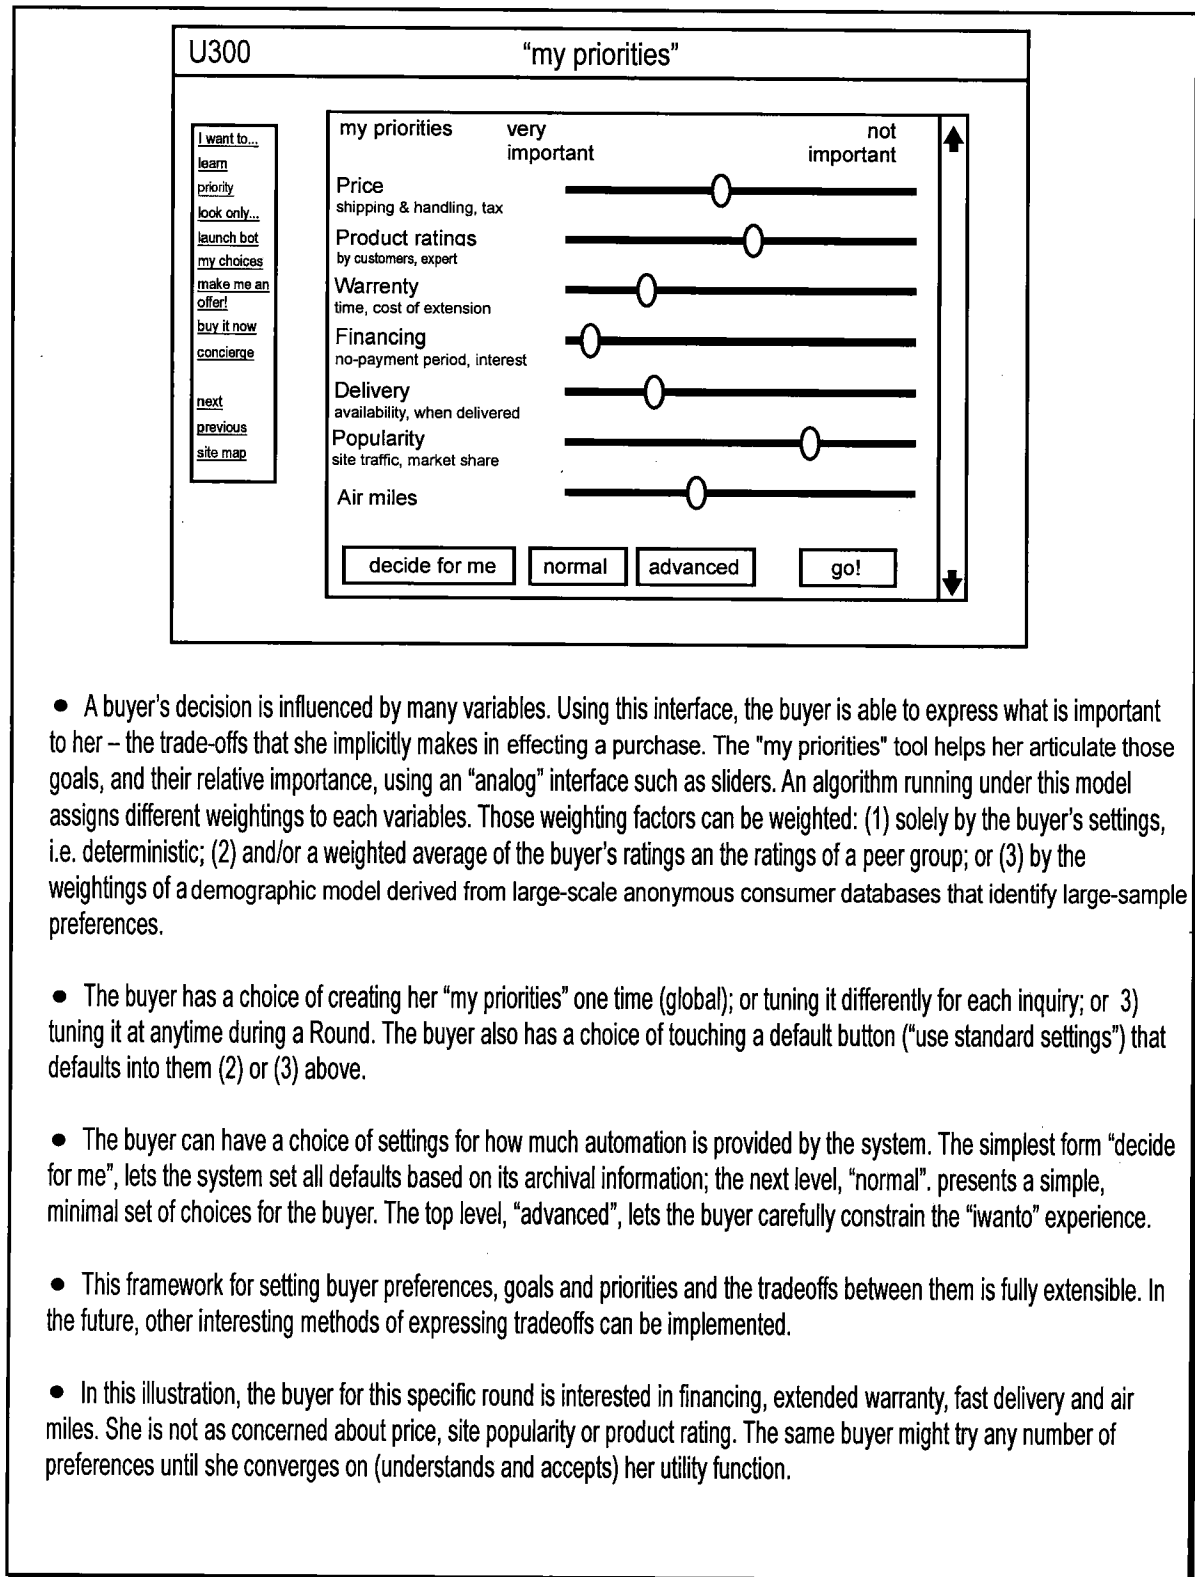 U300 “my priorities”
I want to...
learn
priority
look only...
launch bot
my choices
make me an
offer!
buy it now
concierge
next
previous
site map
my priorities very important not important
Price
shipping & handling, tax
Product ratings
by customers, expert
Warrenty
time, cost of extension
Financing
no-payment period, interest
Delivery
availability, when delivered
Popularity
site traffic, market share
Air miles
decide for me normal advanced go!
● A buyer’s decision is influenced by many variables. Using this interface, the buyer is able to express what is important
to her – the trade-offs that she implicitly makes in effecting a purchase. The "my priorities" tool helps her articulate those
goals, and their relative importance, using an “analog” interface such as sliders. An algorithm running under this model
assigns different weightings to each variables. Those weighting factors can be weighted: (1) solely by the buyer’s settings,
i.e. deterministic; (2) and/or a weighted average of the buyer’s ratings an the ratings of a peer group; or (3) by the
weightings of a demographic model derived from large-scale anonymous consumer databases that identify large-sample
preferences.
● The buyer has a choice of creating her “my priorities” one time (global); or tuning it differently for each inquiry; or 3)
tuning it at anytime during a Round. The buyer also has a choice of touching a default button (“use standard settings”) that
defaults into them (2) or (3) above.
● The buyer can have a choice of settings for how much automation is provided by the system. The simplest form “decide
for me”, lets the system set all defaults based on its archival information; the next level, “normal”. presents a simple,
minimal set of choices for the buyer. The top level, “advanced”, lets the buyer carefully constrain the “iwanto” experience.
● This framework for setting buyer preferences, goals and priorities and the tradeoffs between them is fully extensible. In
the future, other interesting methods of expressing tradeoffs can be implemented.
● In this illustration, the buyer for this specific round is interested in financing, extended warranty, fast delivery and air
miles. She is not as concerned about price, site popularity or product rating. The same buyer might try any number of
preferences until she converges on (understands and accepts) her utility function.